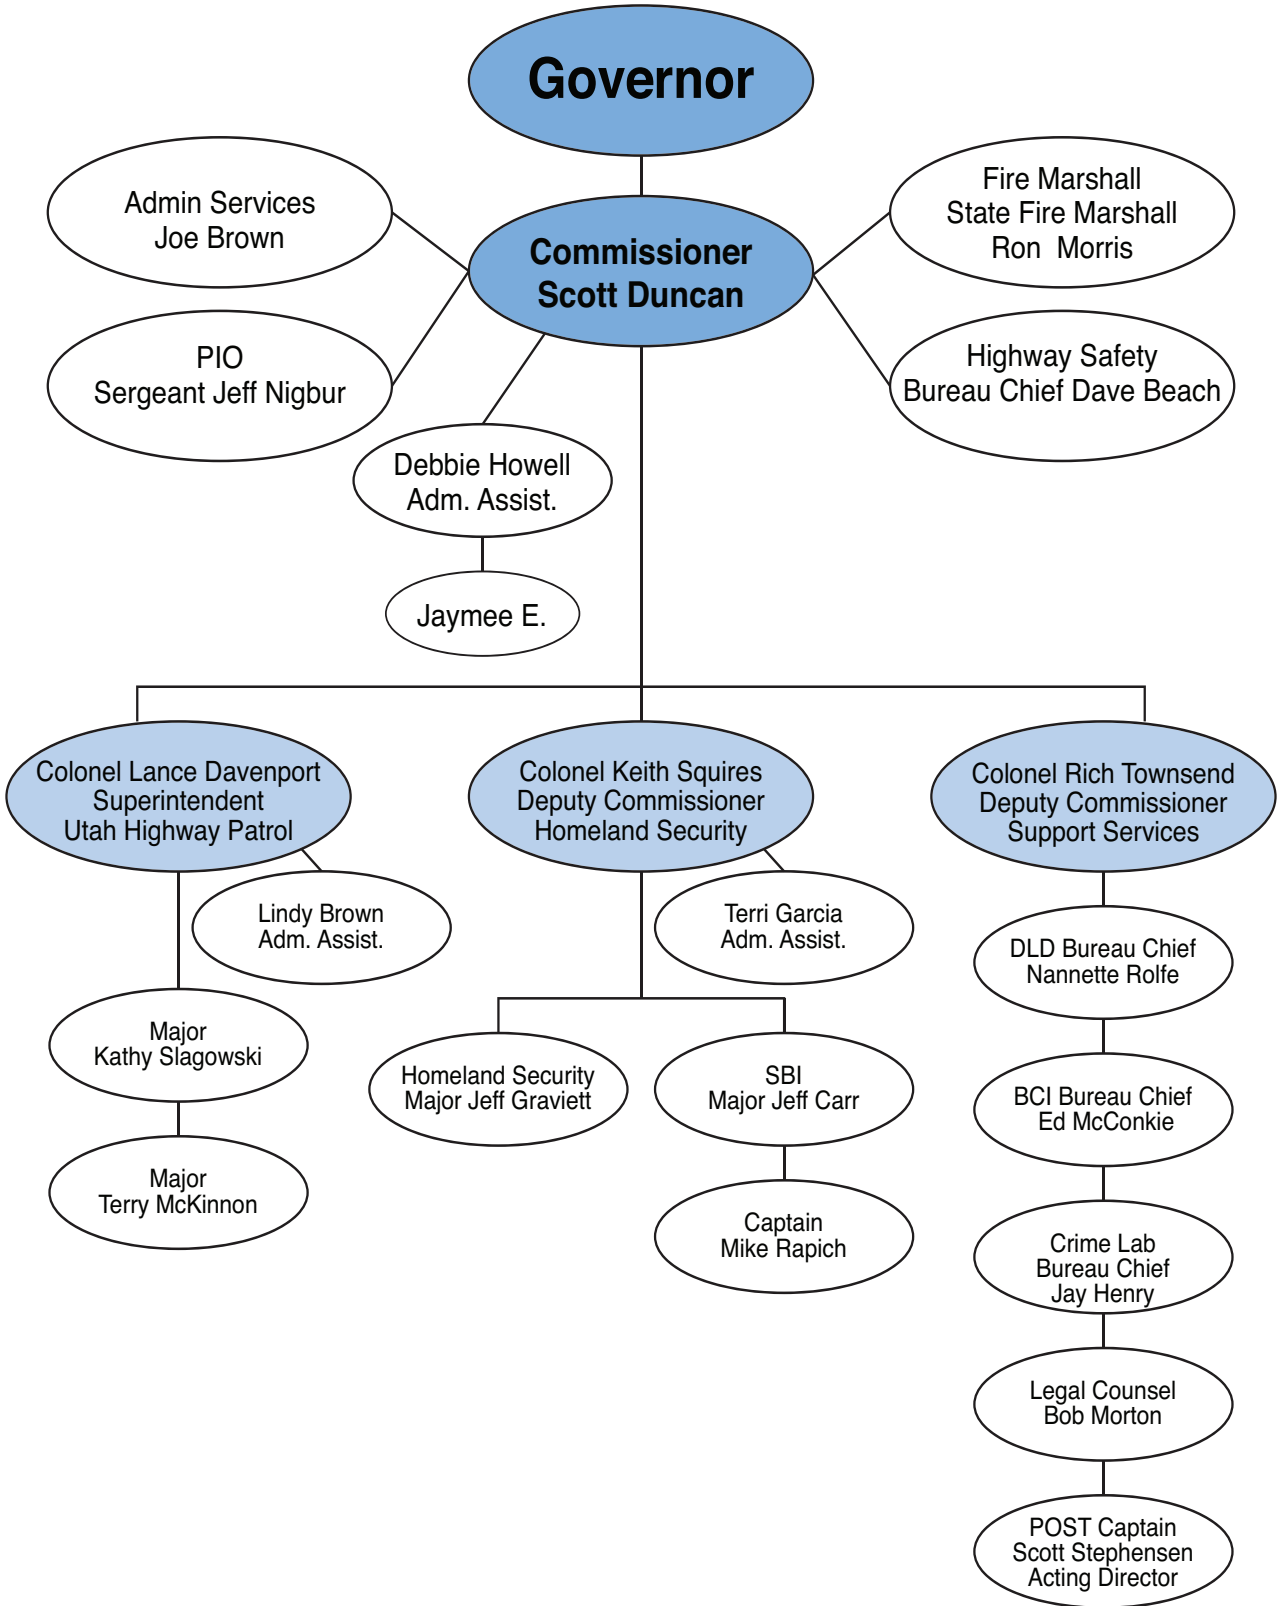 Governor
Commissioner
Scott Duncan
Admin Services
Joe Brown
PIO
Sergeant Jeff Nigbur
Fire Marshall
State Fire Marshall
Ron Morris
Highway Safety
Bureau Chief Dave Beach
Debbie Howell
Adm. Assist.
Jaymee E.
Colonel Lance Davenport
Superintendent
Utah Highway Patrol
Lindy Brown
Adm. Assist.
Major
Kathy Slagowski
Major
Terry McKinnon
Colonel Keith Squires
Deputy Commissioner
Homeland Security
Terri Garcia
Adm. Assist.
Homeland Security
Major Jeff Graviett
SBI
Major Jeff Carr
Captain
Mike Rapich
Colonel Rich Townsend
Deputy Commissioner
Support Services
DLD Bureau Chief
Nannette Rolfe
BCI Bureau Chief
Ed McConkie
Crime Lab
Bureau Chief
Jay Henry
Legal Counsel
Bob Morton
POST Captain
Scott Stephensen
Acting Director